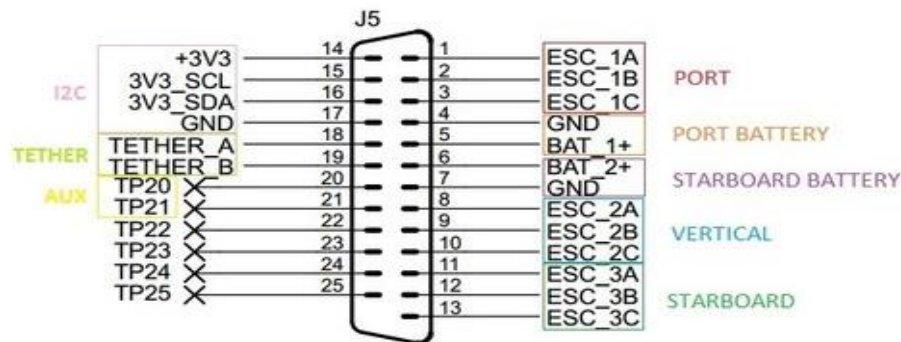 J5
I2C
+3V3 14
3V3_SCL 15
3V3_SDA 16
GND 17
TETHER
TETHER_A 18
TETHER_B 19
AUX
TP20 20
TP21 21
TP22 22
TP23 23
TP24 24
TP25 25
1 ESC_1A
2 ESC_1B
3 ESC_1C
PORT
4 GND
5 BAT_1+
PORT BATTERY
6 BAT_2+
7 GND
STARBOARD BATTERY
8 ESC_2A
9 ESC_2B
10 ESC_2C
VERTICAL
11 ESC_3A
12 ESC_3B
13 ESC_3C
STARBOARD